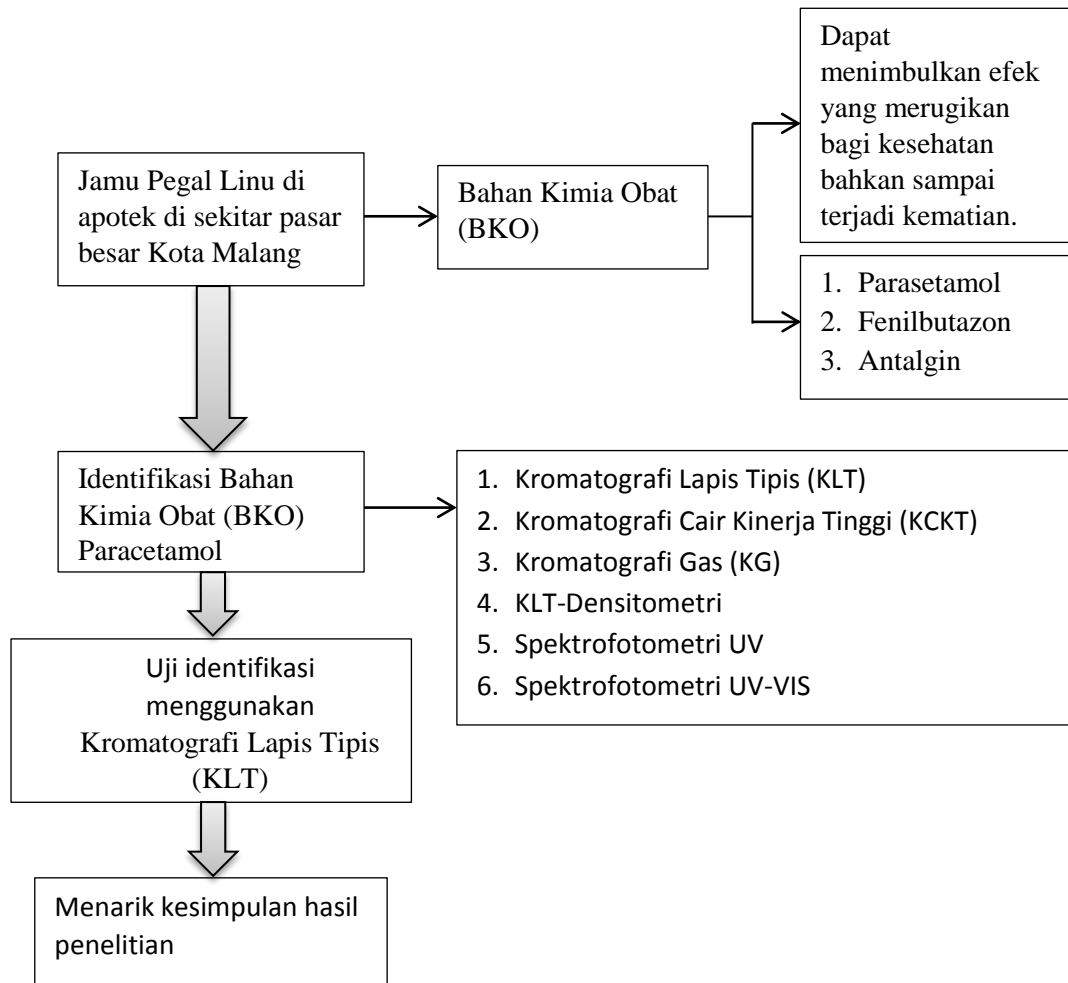 Dapat
menimbulkan efek
yang merugikan
bagi kesehatan
bahkan sampai
terjadi kematian.
Jamu Pegal Linu di
apotek di sekitar pasar
besar Kota Malang
Bahan Kimia Obat
(BKO)
1. Parasetamol
2. Fenilbutazon
3. Antalgin
Identifikasi Bahan
Kimia Obat (BKO)
Paracetamol
1. Kromatografi Lapis Tipis (KLT)
2. Kromatografi Cair Kinerja Tinggi (KCKT)
3. Kromatografi Gas (KG)
4. KLT-Densitometri
5. Spektrofotometri UV
6. Spektrofotometri UV-VIS
Uji identifikasi
menggunakan
Kromatografi Lapis Tipis
(KLT)
Menarik kesimpulan hasil
penelitian